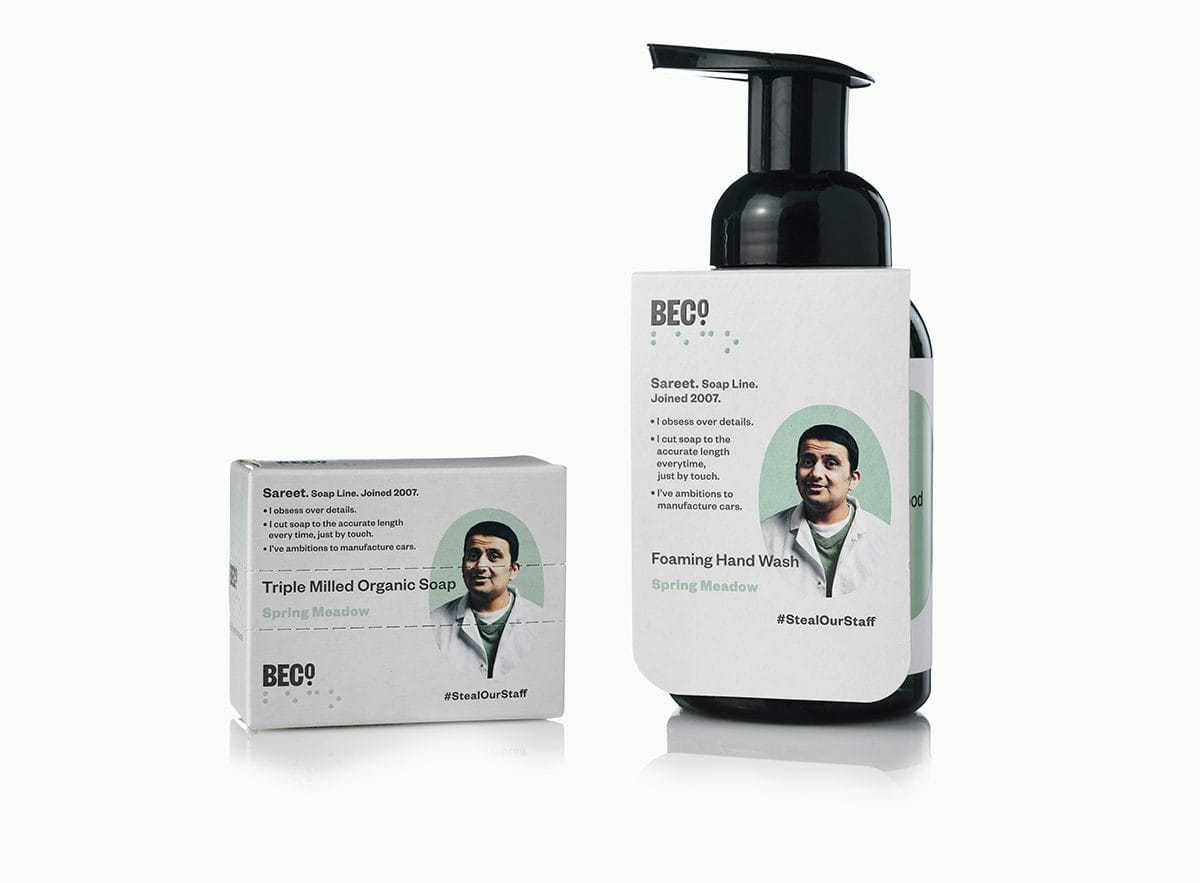 BECO.
Sareet. Soap Line. Joined 2007.
• I obsess over details.
• I cut soap to the accurate length
every time, just by touch.
• I've ambitions to manufacture cars.
Triple Milled Organic Soap
Spring Meadow
BECO.
#StealOurStaff
BECO.
Sareet. Soap Line.
Joined 2007.
• I obsess over details.
• I cut soap to the
accurate length
everytime,
just by touch.
• I've ambitions to
manufacture cars.
Foaming Hand Wash
Spring Meadow
#StealOurStaff